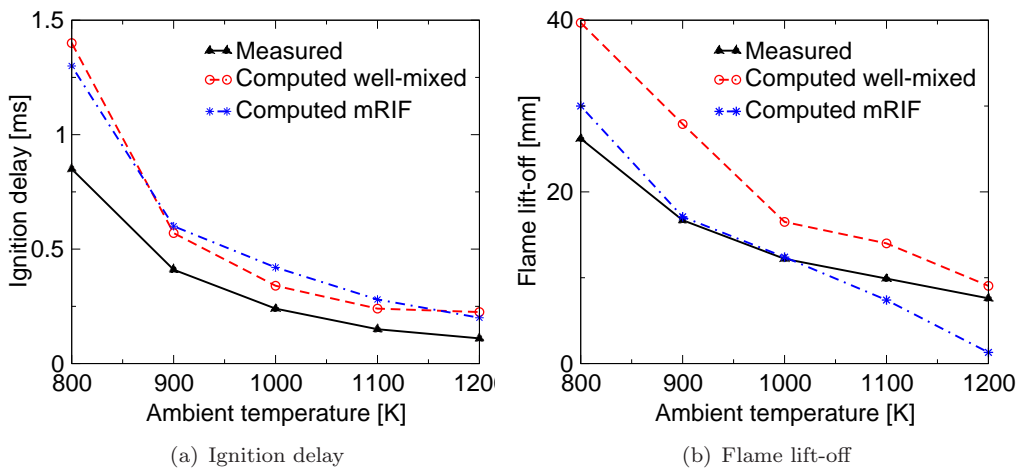 1.5
1
0.5
0
Ignition delay [ms]
Measured
Computed well-mixed
Computed mRIF
800 900 1000 1100 120
Ambient temperature [K]
(a) Ignition delay
40
20
0
Flame lift-off [mm]
Measured
Computed well-mixed
Computed mRIF
800 900 1000 1100 1200
Ambient temperature [K]
(b) Flame lift-off